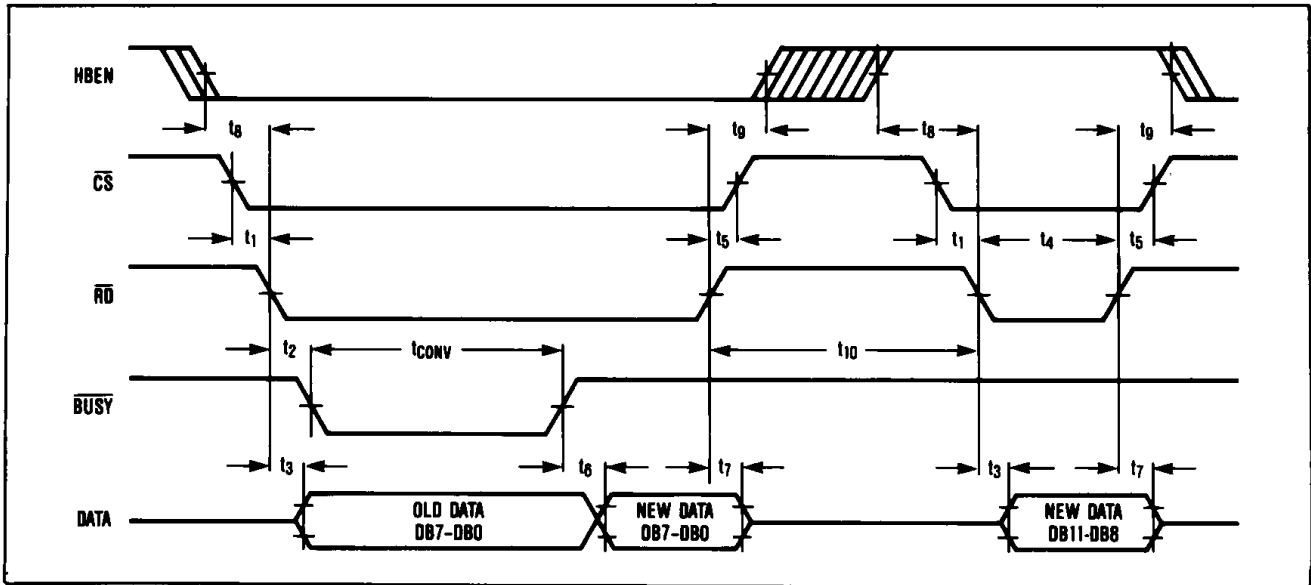 HBEN
t8 t9 t8 t9
CS
t1 t5 t1 t4 t5
RD
t2 tCONV t10
BUSY
t3 t6 t7 t3 t7
DATA
OLD DATA
DB7-DB0
NEW DATA
DB7-DB0
NEW DATA
DB11-DB8